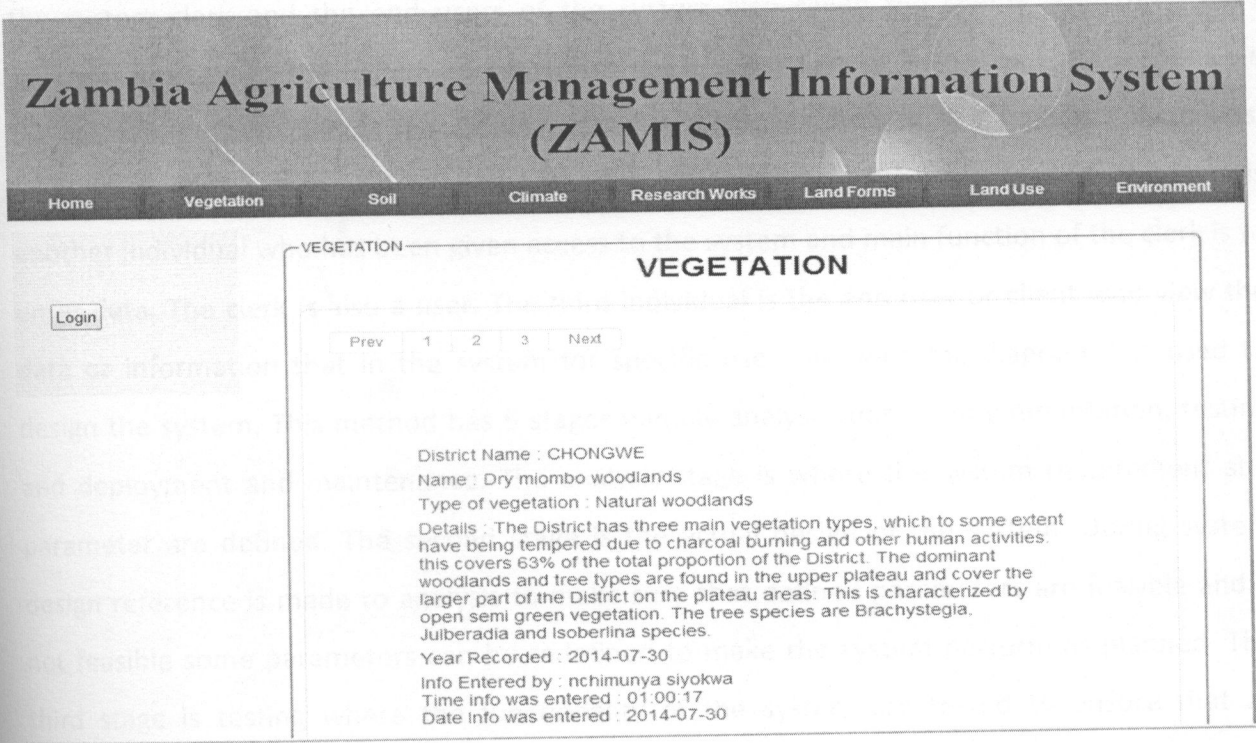 Zambia Agriculture Management Information System
(ZAMIS)
Home Vegetation Soil Climate Research Works Land Forms Land Use Environment
Login
VEGETATION
VEGETATION
Prev 1 2 3 Next
District Name : CHONGWE
Name : Dry miombo woodlands
Type of vegetation : Natural woodlands
Details : The District has three main vegetation types, which to some extent
have being tempered due to charcoal burning and other human activities.
this covers 63% of the total proportion of the District. The dominant
woodlands and tree types are found in the upper plateau and cover the
larger part of the District on the plateau areas. This is characterized by
open semi green vegetation. The tree species are Brachystegia.
Julberadia and Isoberlina species.
Year Recorded : 2014-07-30
Info Entered by : nchimunya siyokwa
Time info was entered : 01:00:17
Date Info was entered : 2014-07-30